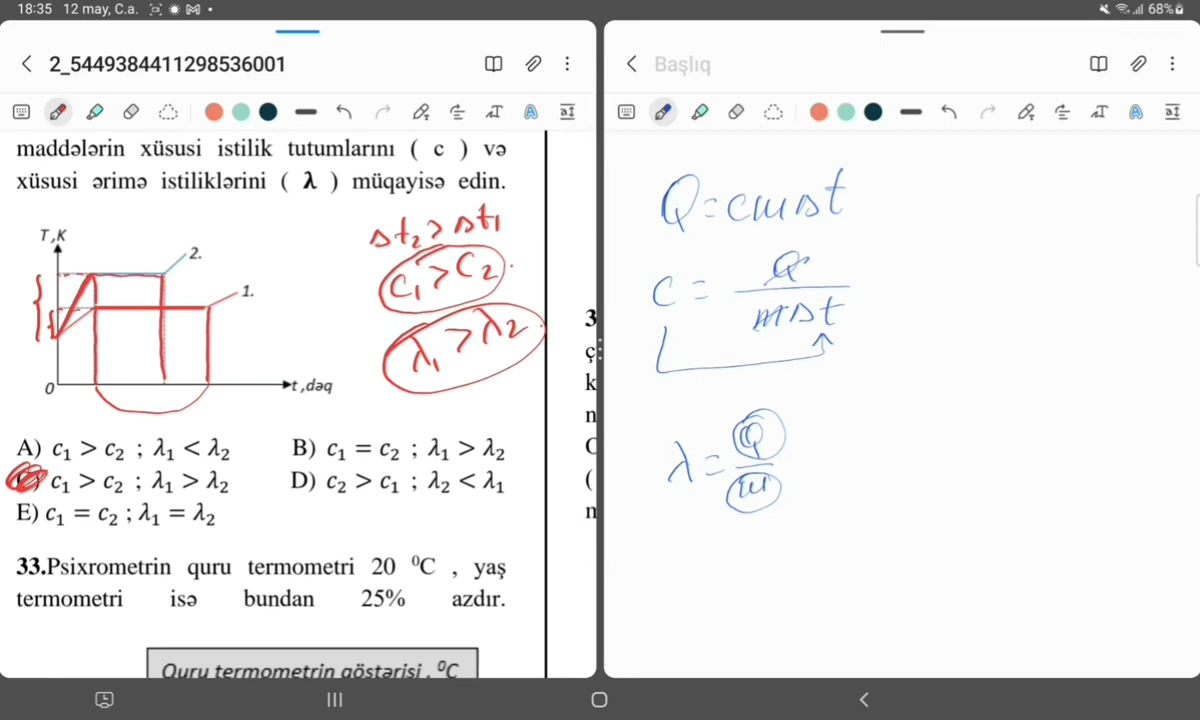 18:35 12 may, C.a.
68%
2_5449384411298536001
maddələrin xüsusi istilik tutumlarını ( c ) və
xüsusi ərimə istiliklərini ( λ ) müqayisə edin.
T,K
2.
1.
0
t,dəq
Δt₂ > Δt₁
c₁ > c₂
λ₁ > λ₂
A) c₁ > c₂ ; λ₁ < λ₂ B) c₁ = c₂ ; λ₁ > λ₂
c₁ > c₂ ; λ₁ > λ₂ D) c₂ > c₁ ; λ₂ < λ₁
E) c₁ = c₂ ; λ₁ = λ₂
33.Psixrometrin quru termometri 20 ⁰C , yaş
termometri isə bundan 25% azdır.
Quru termometrin göstərişi , ⁰C
3
ç
k
n
(
n
Başlıq
Q=cmΔt
c = Q/mΔt
λ = Q/m